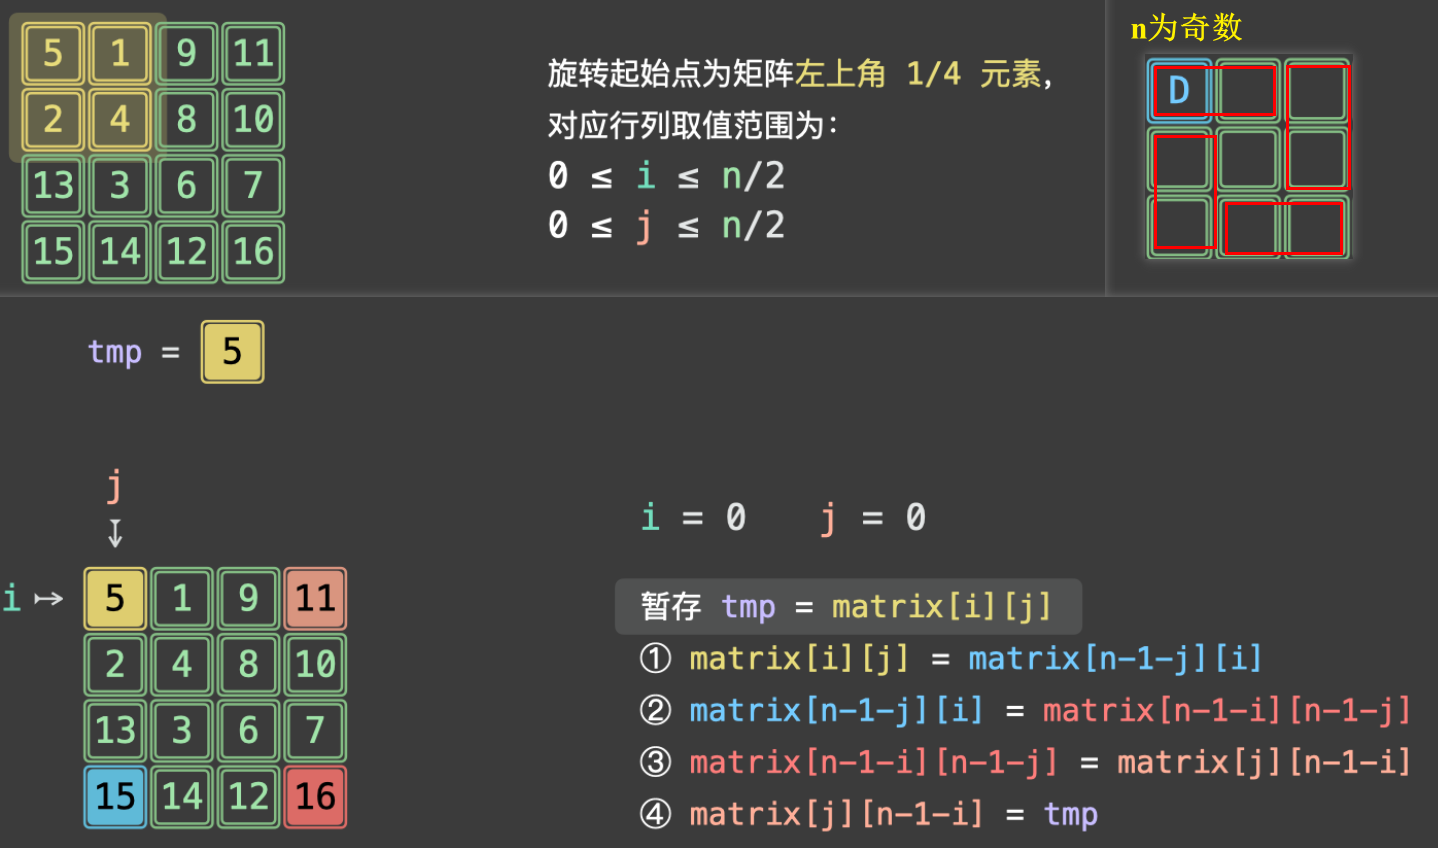 5 1 9 11
2 4 8 10
13 3 6 7
15 14 12 16
旋转起始点为矩阵左上角 1/4 元素，
对应行列取值范围为：
0 ≤ i ≤ n/2
0 ≤ j ≤ n/2
n为奇数
D
tmp = 5
j
i
5 1 9 11
2 4 8 10
13 3 6 7
15 14 12 16
i = 0 j = 0
暂存 tmp = matrix[i][j]
① matrix[i][j] = matrix[n-1-j][i]
② matrix[n-1-j][i] = matrix[n-1-i][n-1-j]
③ matrix[n-1-i][n-1-j] = matrix[j][n-1-i]
④ matrix[j][n-1-i] = tmp